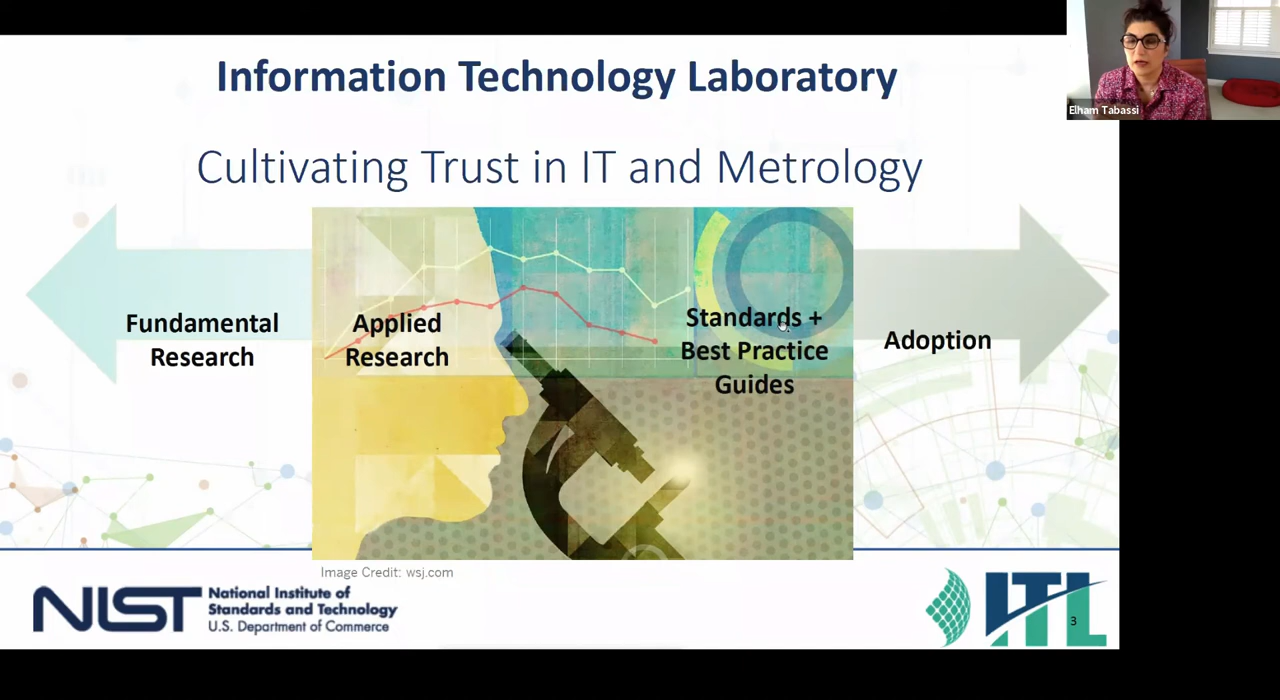 Information Technology Laboratory
Elham Tabassi
Cultivating Trust in IT and Metrology
Fundamental
Research
Applied
Research
Standards +
Best Practice
Guides
Adoption
Image Credit: wsj.com
NIST
National Institute of
Standards and Technology
U.S. Department of Commerce
ITL
3